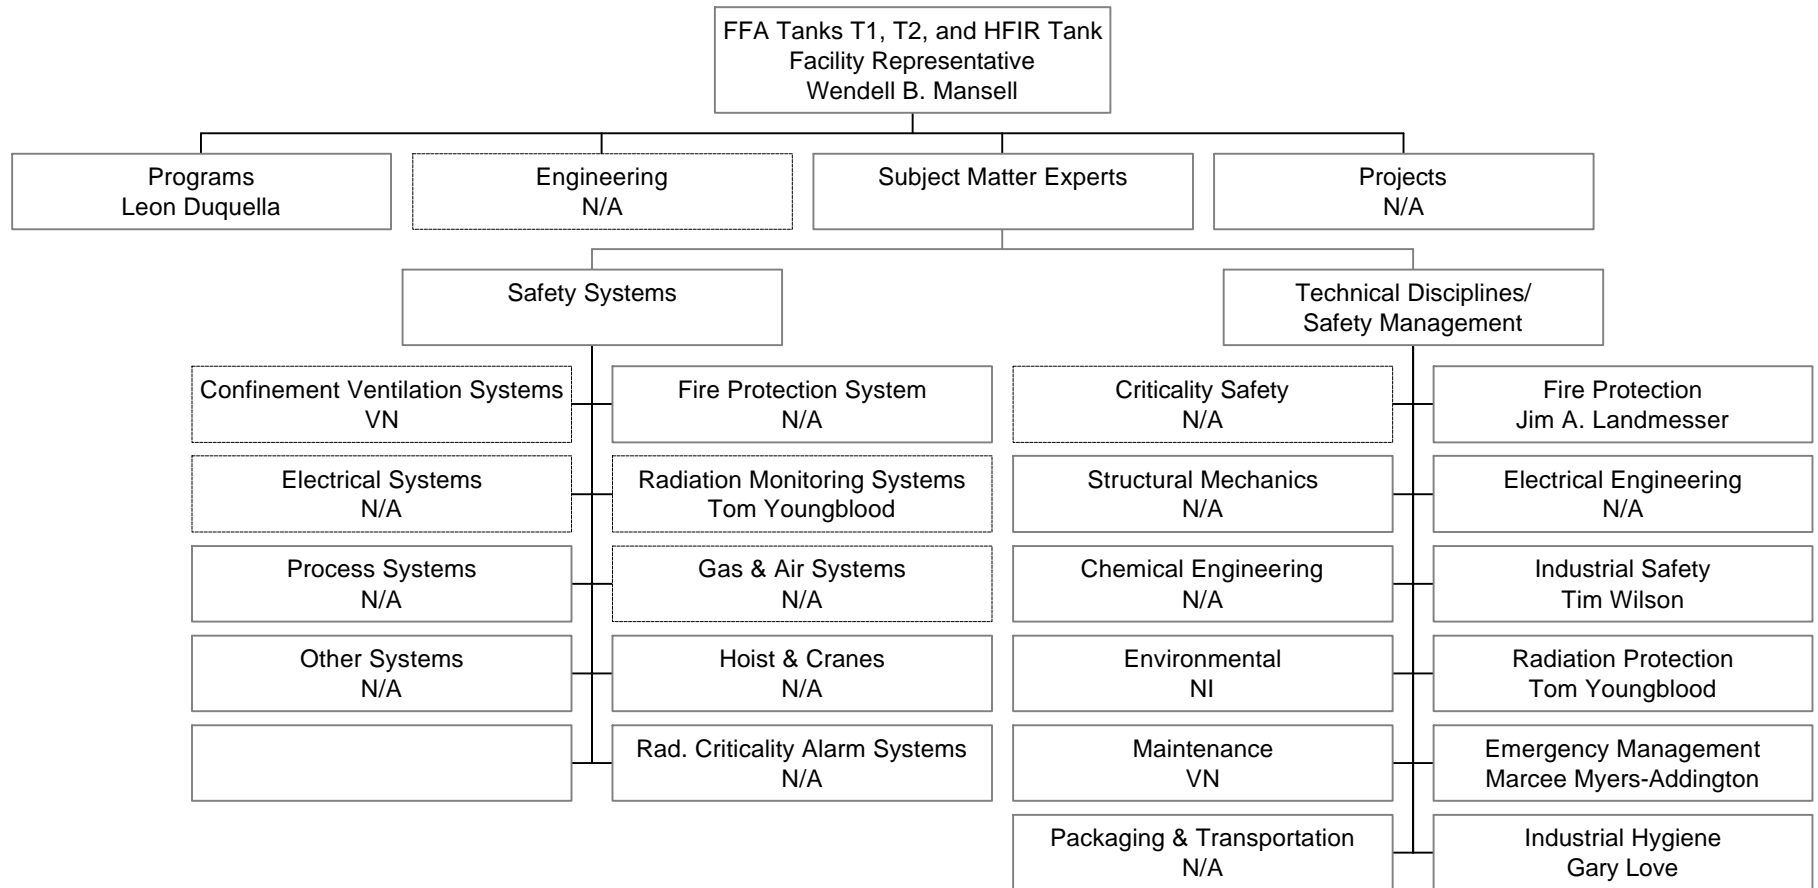 FFA Tanks T1, T2, and HFIR Tank
Facility Representative
Wendell B. Mansell
Programs
Leon Duquella
Engineering
N/A
Subject Matter Experts
Projects
N/A
Safety Systems
Technical Disciplines/
Safety Management
Confinement Ventilation Systems
VN
Fire Protection System
N/A
Electrical Systems
N/A
Radiation Monitoring Systems
Tom Youngblood
Process Systems
N/A
Gas & Air Systems
N/A
Other Systems
N/A
Hoist & Cranes
N/A
Rad. Criticality Alarm Systems
N/A
Criticality Safety
N/A
Fire Protection
Jim A. Landmesser
Structural Mechanics
N/A
Electrical Engineering
N/A
Chemical Engineering
N/A
Industrial Safety
Tim Wilson
Environmental
NI
Radiation Protection
Tom Youngblood
Maintenance
VN
Emergency Management
Marcee Myers-Addington
Packaging & Transportation
N/A
Industrial Hygiene
Gary Love